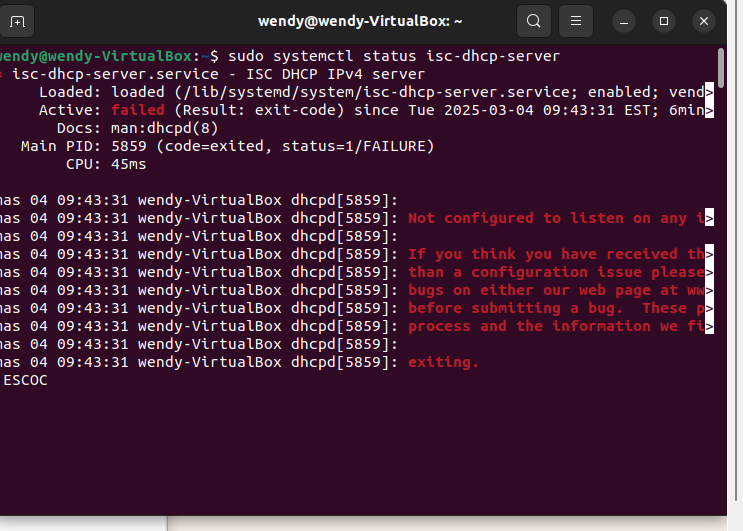 wendy@wendy-VirtualBox: ~
wendy@wendy-VirtualBox:~$ sudo systemctl status isc-dhcp-server
× isc-dhcp-server.service - ISC DHCP IPv4 server
Loaded: loaded (/lib/systemd/system/isc-dhcp-server.service; enabled; vend>
Active: failed (Result: exit-code) since Tue 2025-03-04 09:43:31 EST; 6min>
Docs: man:dhcpd(8)
Main PID: 5859 (code=exited, status=1/FAILURE)
CPU: 45ms
mas 04 09:43:31 wendy-VirtualBox dhcpd[5859]:
mas 04 09:43:31 wendy-VirtualBox dhcpd[5859]: Not configured to listen on any i>
mas 04 09:43:31 wendy-VirtualBox dhcpd[5859]:
mas 04 09:43:31 wendy-VirtualBox dhcpd[5859]: If you think you have received th>
mas 04 09:43:31 wendy-VirtualBox dhcpd[5859]: than a configuration issue please>
mas 04 09:43:31 wendy-VirtualBox dhcpd[5859]: bugs on either our web page at ww>
mas 04 09:43:31 wendy-VirtualBox dhcpd[5859]: before submitting a bug.  These p>
mas 04 09:43:31 wendy-VirtualBox dhcpd[5859]: process and the information we fi>
mas 04 09:43:31 wendy-VirtualBox dhcpd[5859]:
mas 04 09:43:31 wendy-VirtualBox dhcpd[5859]: exiting.
ESCOC